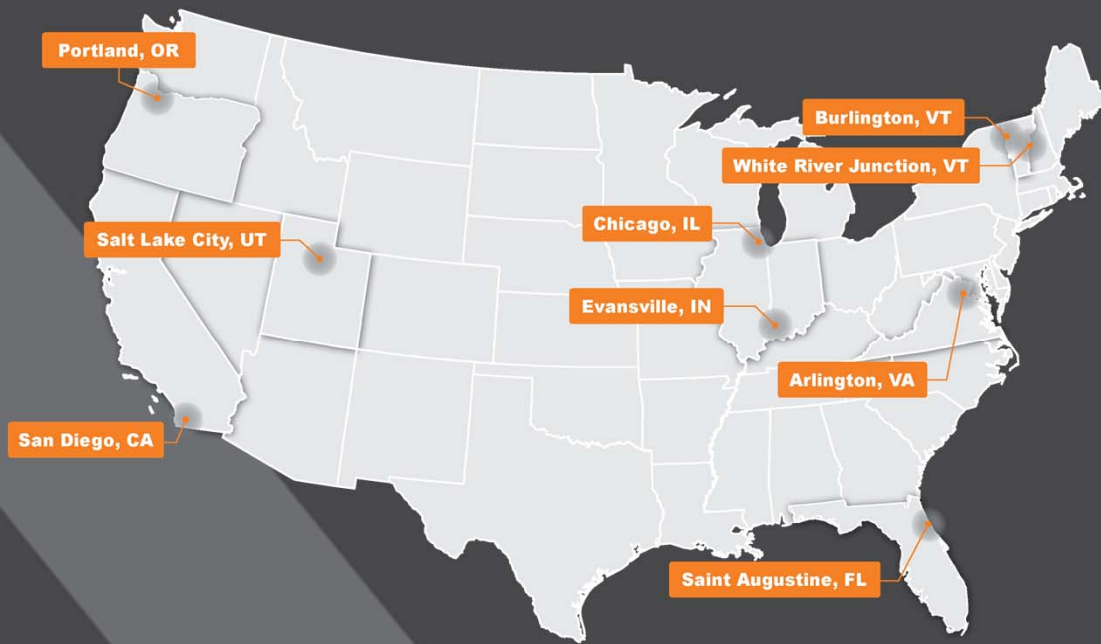 Portland, OR
Burlington, VT
White River Junction, VT
Chicago, IL
Salt Lake City, UT
Evansville, IN
Arlington, VA
San Diego, CA
Saint Augustine, FL